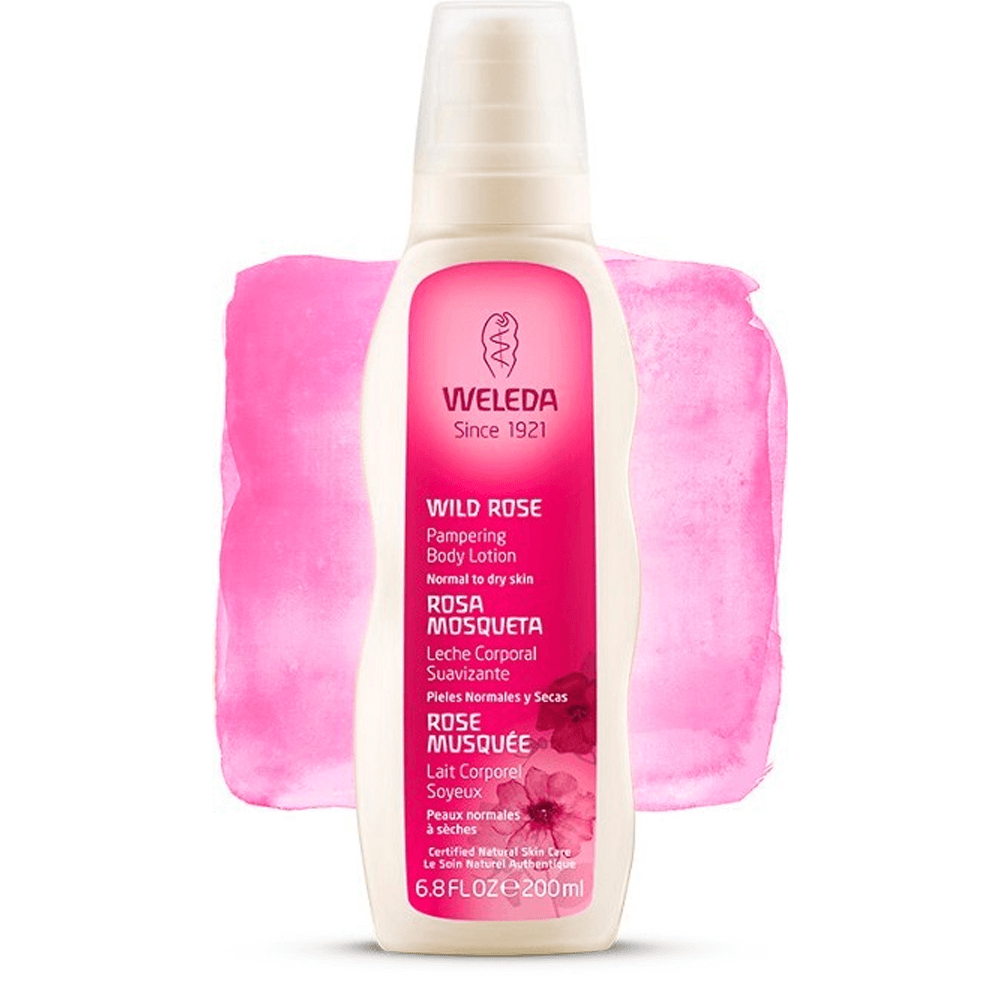 WELEDA
Since 1921
WILD ROSE
Pampering
Body Lotion
Normal to dry skin
ROSA
MOSQUETA
Leche Corporal
Suavizante
Pieles Normales y Secas
ROSE
MUSQUÉE
Lait Corporel
Soyeux
Peaux normales
à sèches
Certified Natural Skin Care
Le Soin Naturel Authentique
6.8 FL OZ ℮ 200 ml